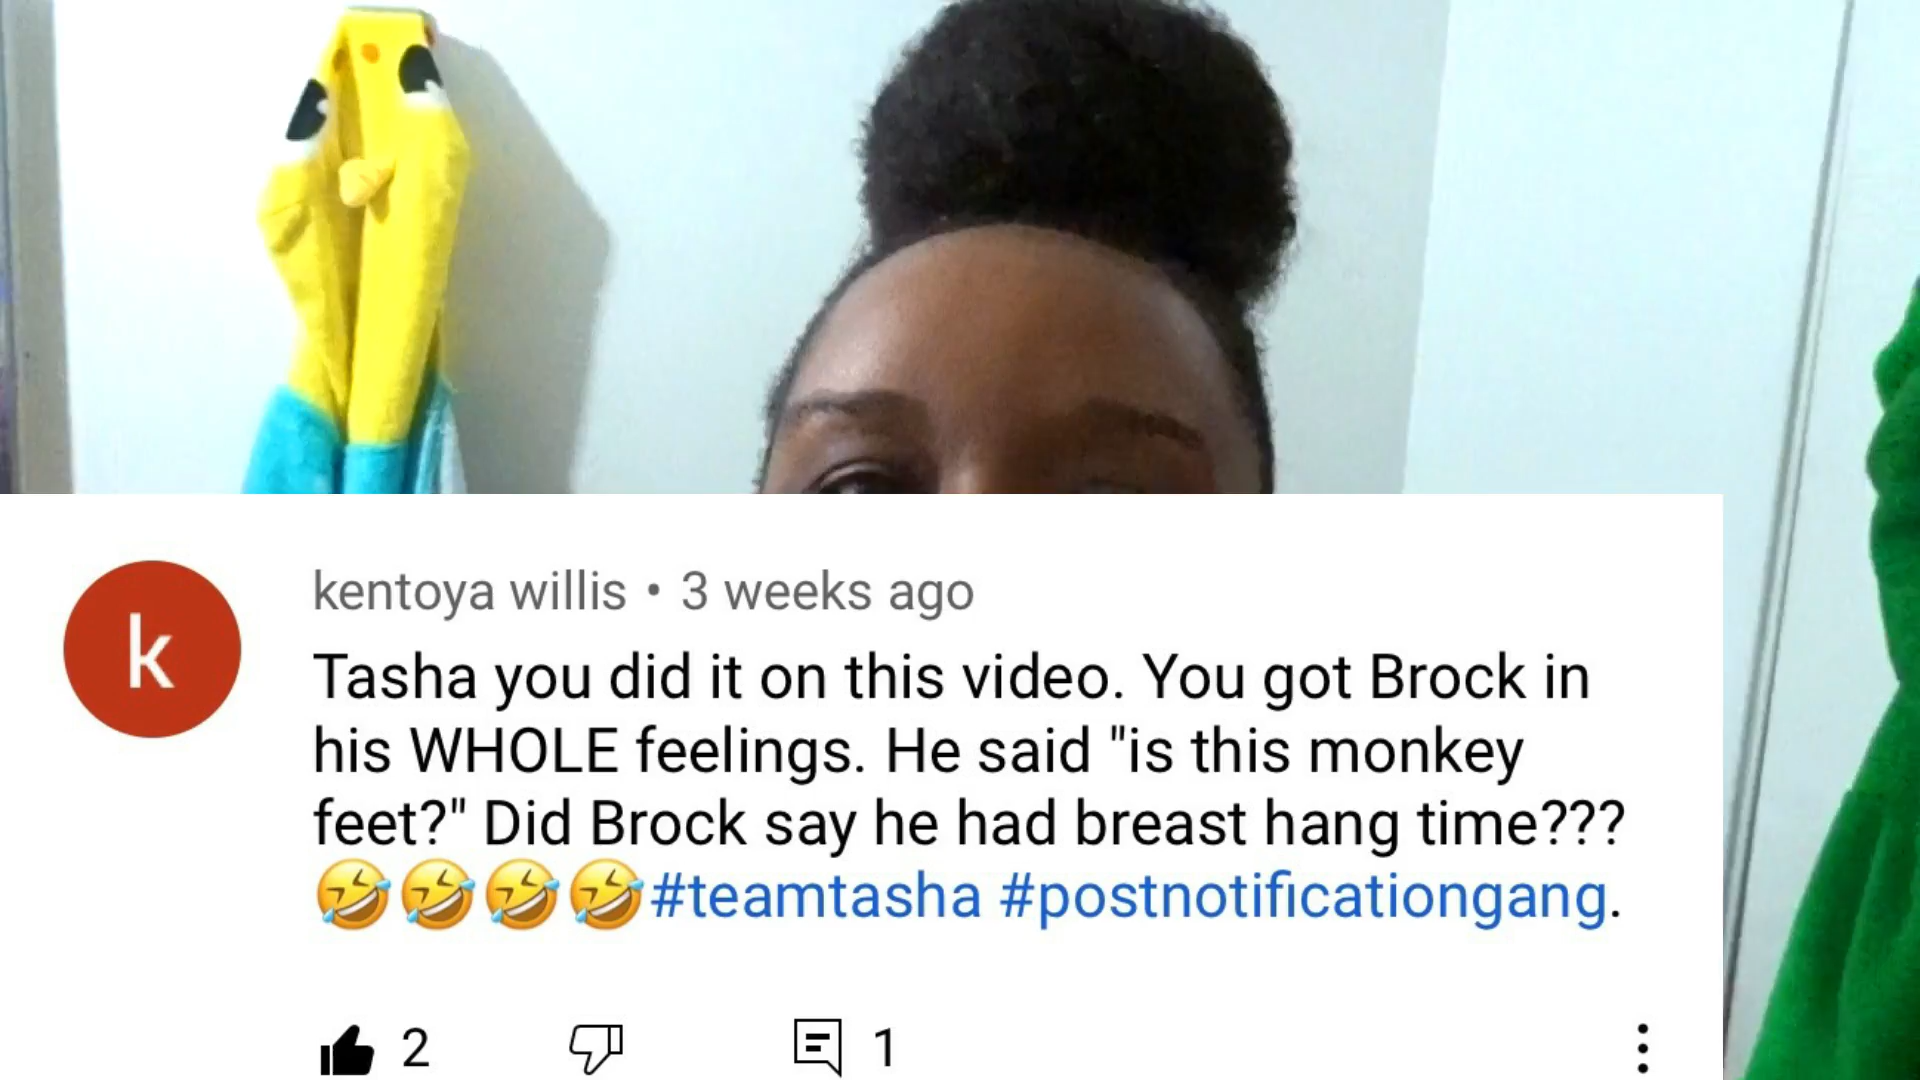 k
kentoya willis • 3 weeks ago
Tasha you did it on this video. You got Brock in
his WHOLE feelings. He said "is this monkey
feet?" Did Brock say he had breast hang time???
🤣🤣🤣🤣#teamtasha #postnotificationgang.
2 1